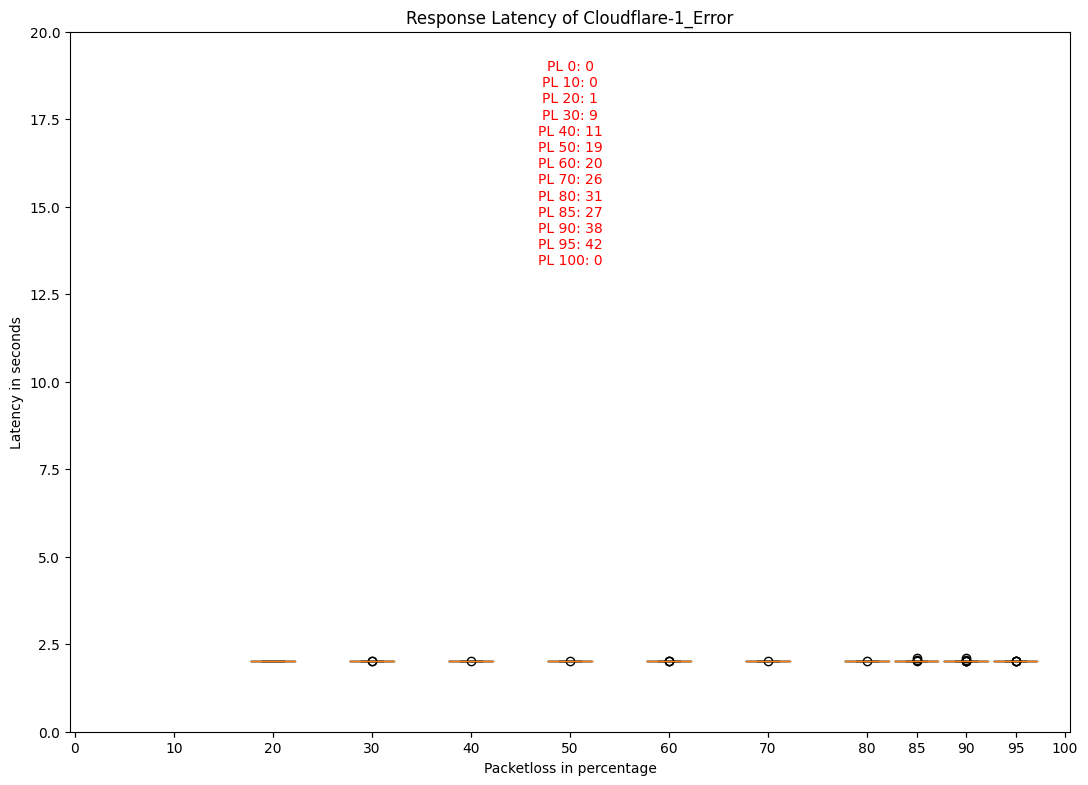 Response Latency of Cloudflare-1_Error
20.0
17.5
15.0
12.5
10.0
7.5
5.0
2.5
0.0
Latency in seconds
PL 0: 0
PL 10: 0
PL 20: 1
PL 30: 9
PL 40: 11
PL 50: 19
PL 60: 20
PL 70: 26
PL 80: 31
PL 85: 27
PL 90: 38
PL 95: 42
PL 100: 0
0 10 20 30 40 50 60 70 80 85 90 95 100
Packetloss in percentage